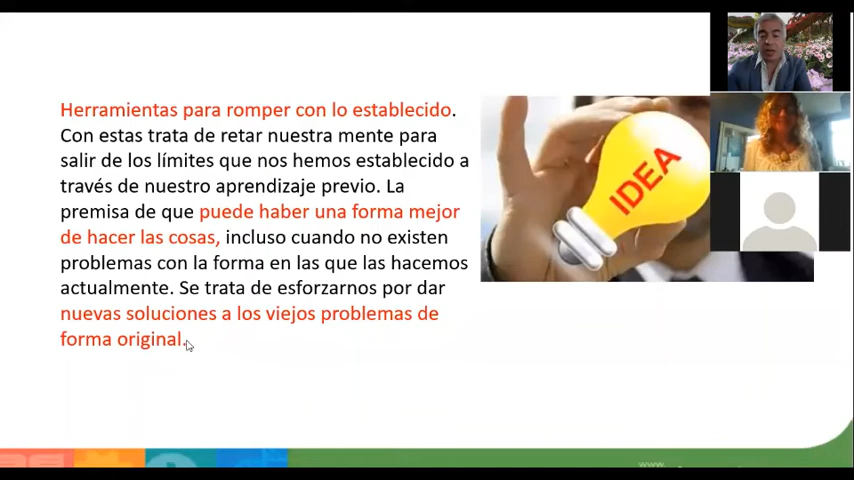 Herramientas para romper con lo establecido.
Con estas trata de retar nuestra mente para
salir de los límites que nos hemos establecido a
través de nuestro aprendizaje previo. La
premisa de que puede haber una forma mejor
de hacer las cosas, incluso cuando no existen
problemas con la forma en las que las hacemos
actualmente. Se trata de esforzarnos por dar
nuevas soluciones a los viejos problemas de
forma original.
IDEA
www.